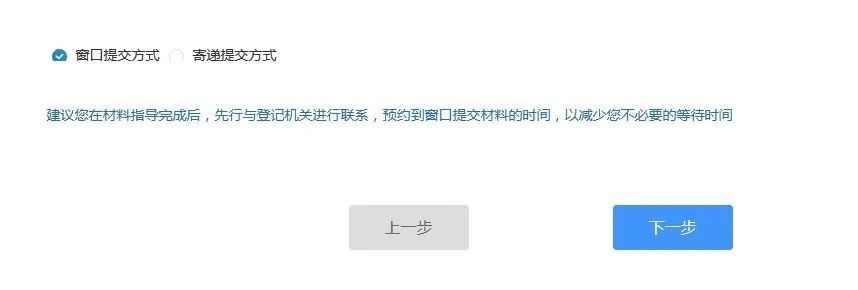 窗口提交方式 寄递提交方式
建议您在材料指导完成后，先行与登记机关进行联系，预约到窗口提交材料的时间，以减少您不必要的等待时间
上一步 下一步